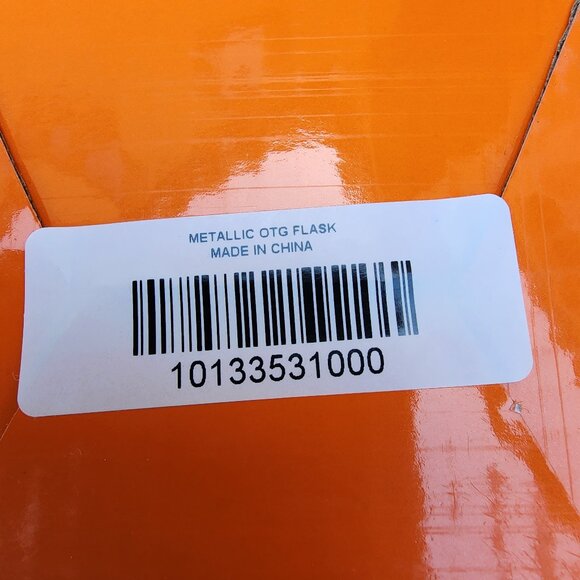 METALLIC OTG FLASK
MADE IN CHINA
10133531000